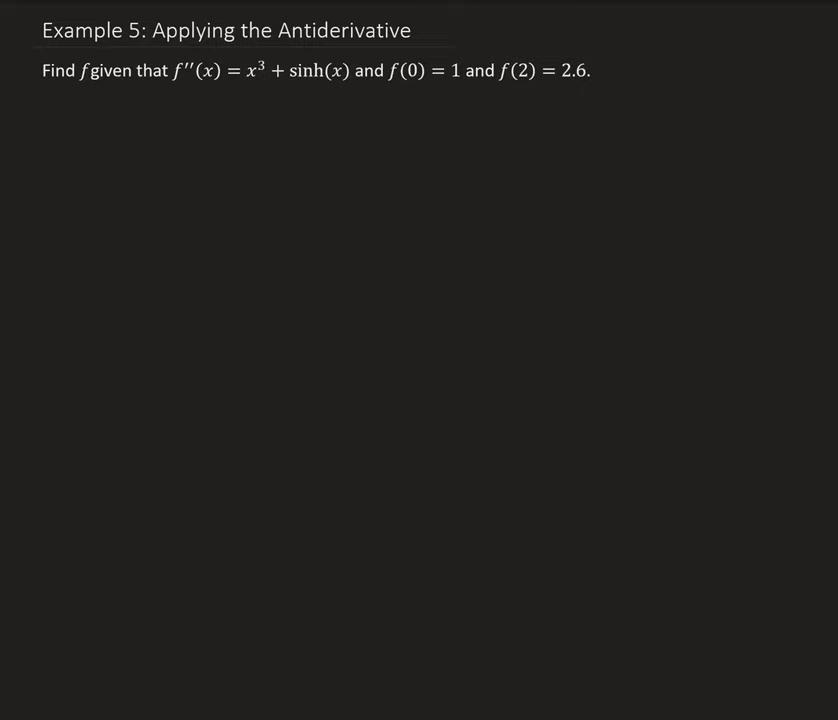 Example 5: Applying the Antiderivative
Find f given that f′′(x) = x³ + sinh(x) and f(0) = 1 and f(2) = 2.6.